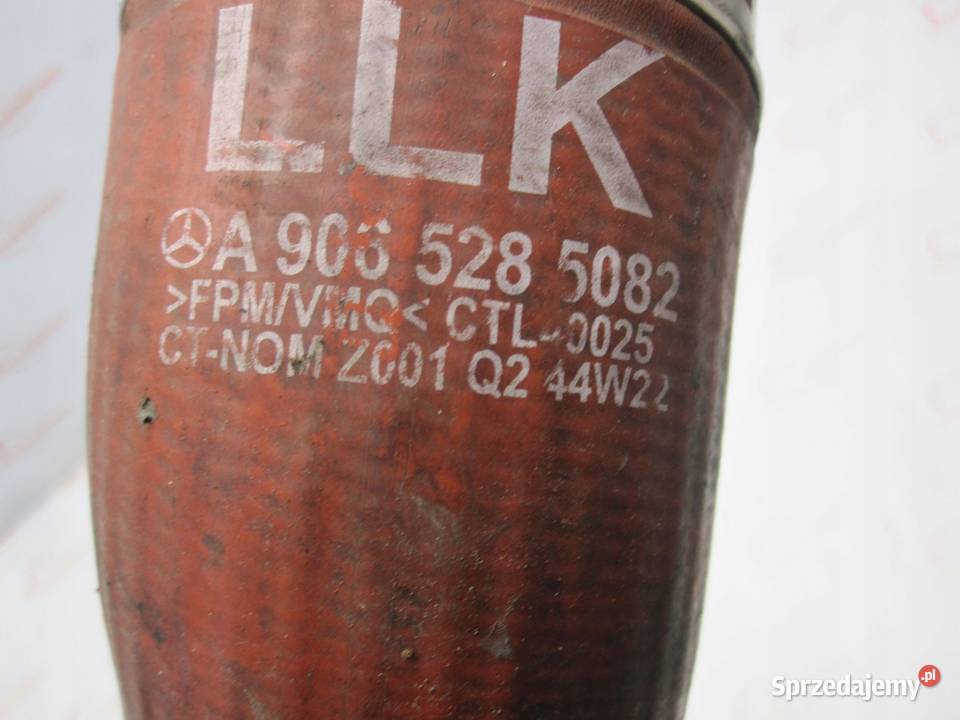 LLK
A 906 528 5082
>FPM/VMQ< CTL-0025
CT-NOM Z001 Q2 44W22
Sprzedajemy.pl